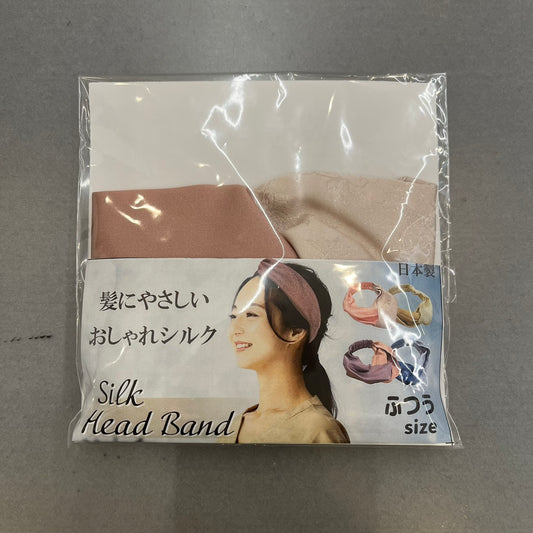 日本製
髪にやさしい
おしゃれシルク
Silk
Head Band
ふつう
size